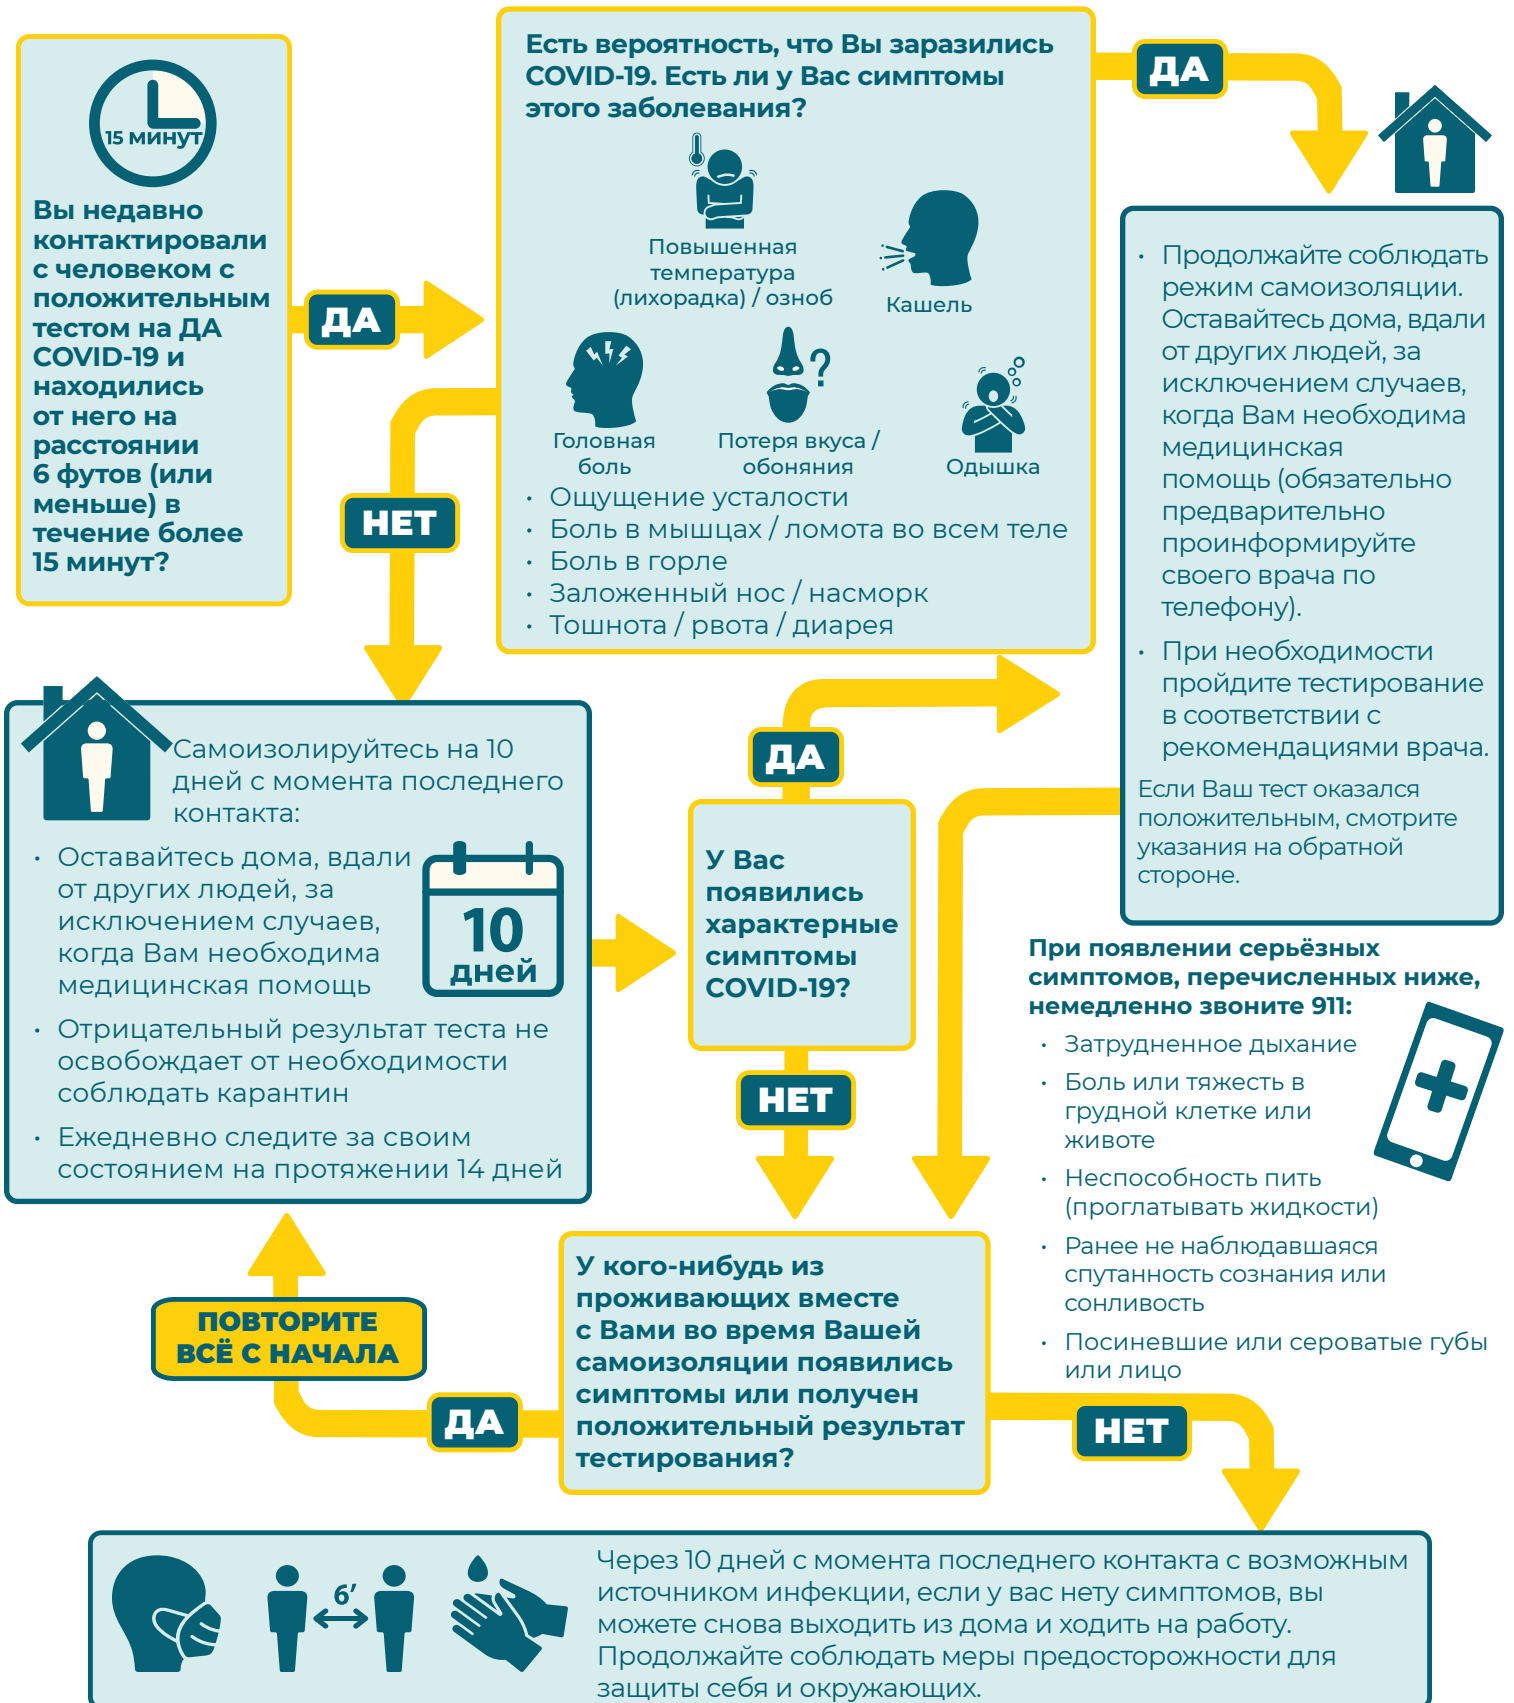 15 минут
Вы недавно
контактировали
с человеком с
положительным
тестом на ДА
COVID-19 и
находились
от него на
расстоянии
6 футов (или
меньше) в
течение более
15 минут?
ДА
Есть вероятность, что Вы заразились
COVID-19. Есть ли у Вас симптомы
этого заболевания?
Повышенная
температура
(лихорадка) / озноб
Кашель
Головная
боль
Потеря вкуса /
обоняния
?
Одышка
· Ощущение усталости
· Боль в мышцах / ломота во всем теле
· Боль в горле
· Заложенный нос / насморк
· Тошнота / рвота / диарея
ДА
· Продолжайте соблюдать
режим самоизоляции.
Оставайтесь дома, вдали
от других людей, за
исключением случаев,
когда Вам необходима
медицинская
помощь (обязательно
предварительно
проинформируйте
своего врача по
телефону).
· При необходимости
пройдите тестирование
в соответствии с
рекомендациями врача.
Если Ваш тест оказался
положительным, смотрите
указания на обратной
стороне.
НЕТ
Самоизолируйтесь на 10
дней с момента последнего
контакта:
· Оставайтесь дома, вдали
от других людей, за
исключением случаев,
когда Вам необходима
медицинская помощь
10
дней
· Отрицательный результат теста не
освобождает от необходимости
соблюдать карантин
· Ежедневно следите за своим
состоянием на протяжении 14 дней
ДА
У Вас
появились
характерные
симптомы
COVID-19?
НЕТ
При появлении серьёзных
симптомов, перечисленных ниже,
немедленно звоните 911:
· Затрудненное дыхание
· Боль или тяжесть в
грудной клетке или
животе
· Неспособность пить
(проглатывать жидкости)
· Ранее не наблюдавшаяся
спутанность сознания или
сонливость
· Посиневшие или сероватые губы
или лицо
У кого-нибудь из
проживающих вместе
с Вами во время Вашей
самоизоляции появились
симптомы или получен
положительный результат
тестирования?
ДА
ПОВТОРИТЕ
ВСЁ С НАЧАЛА
НЕТ
6′
Через 10 дней с момента последнего контакта с возможным
источником инфекции, если у вас нету симптомов, вы
можете снова выходить из дома и ходить на работу.
Продолжайте соблюдать меры предосторожности для
защиты себя и окружающих.